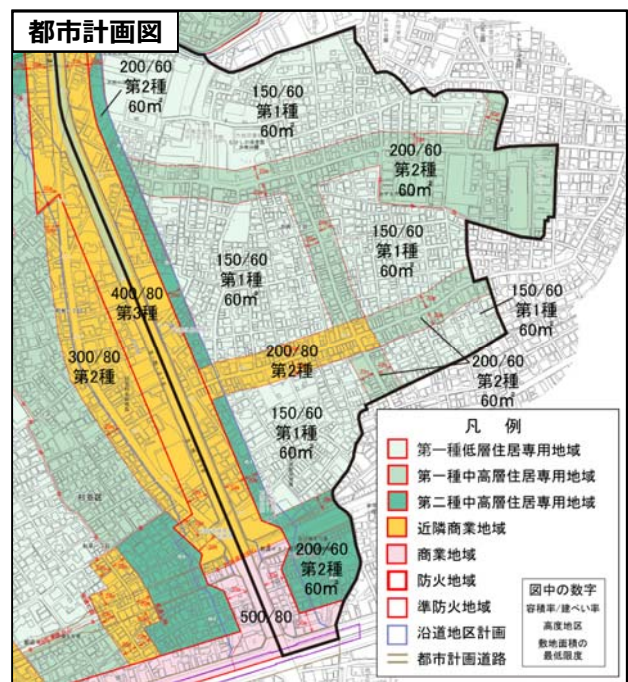 都市計画図
200/60
第2種
60㎡
150/60
第1種
60㎡
200/60
第2種
60㎡
150/60
第1種
60㎡
150/60
第1種
60㎡
150/60
第1種
60㎡
400/80
第3種
300/80
第2種
200/80
第2種
200/60
第2種
60㎡
150/60
第1種
60㎡
200/60
第2種
60㎡
500/80
凡 例
第一種低層住居専用地域
第一種中高層住居専用地域
第二種中高層住居専用地域
近隣商業地域
商業地域
防火地域
準防火地域
沿道地区計画
都市計画道路
図中の数字
容積率/建ぺい率
高度地区
敷地面積の
最低限度